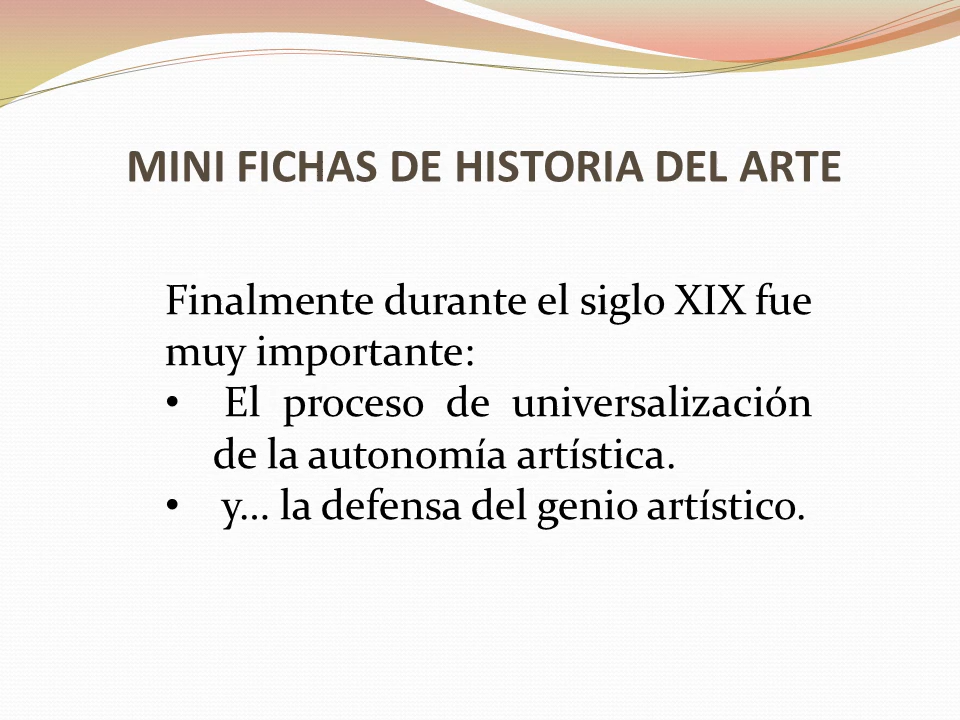 MINI FICHAS DE HISTORIA DEL ARTE
Finalmente durante el siglo XIX fue
muy importante:
• El proceso de universalización
de la autonomía artística.
• y... la defensa del genio artístico.